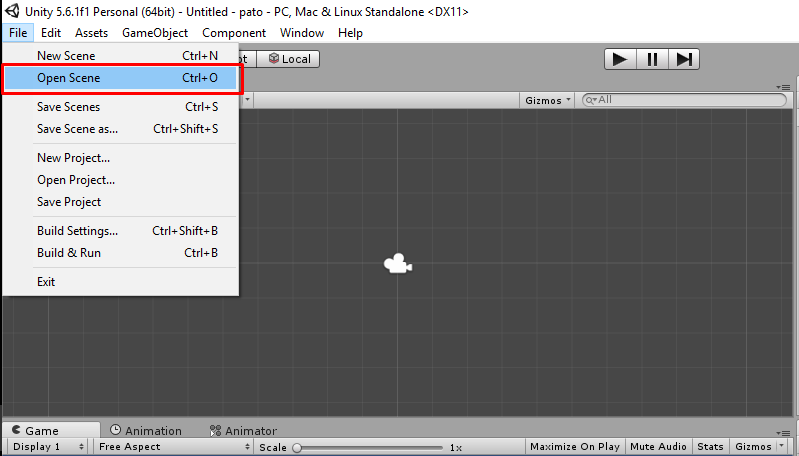 Unity 5.6.1f1 Personal (64bit) - Untitled - pato - PC, Mac & Linux Standalone <DX11>
File Edit Assets GameObject Component Window Help
New Scene Ctrl+N
Local
Open Scene Ctrl+O
Gizmos All
Save Scenes Ctrl+S
Save Scene as... Ctrl+Shift+S
New Project...
Open Project...
Save Project
Build Settings... Ctrl+Shift+B
Build & Run Ctrl+B
Exit
Game Animation Animator
Display 1 Free Aspect Scale 1x Maximize On Play Mute Audio Stats Gizmos